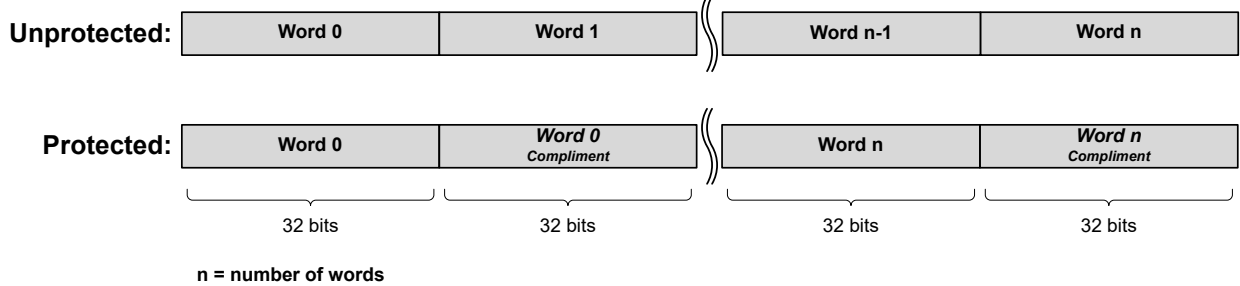 Unprotected: Word 0 Word 1 Word n-1 Word n
Protected: Word 0 Word 0 Word n Word n
Compliment Compliment
32 bits 32 bits 32 bits 32 bits
n = number of words